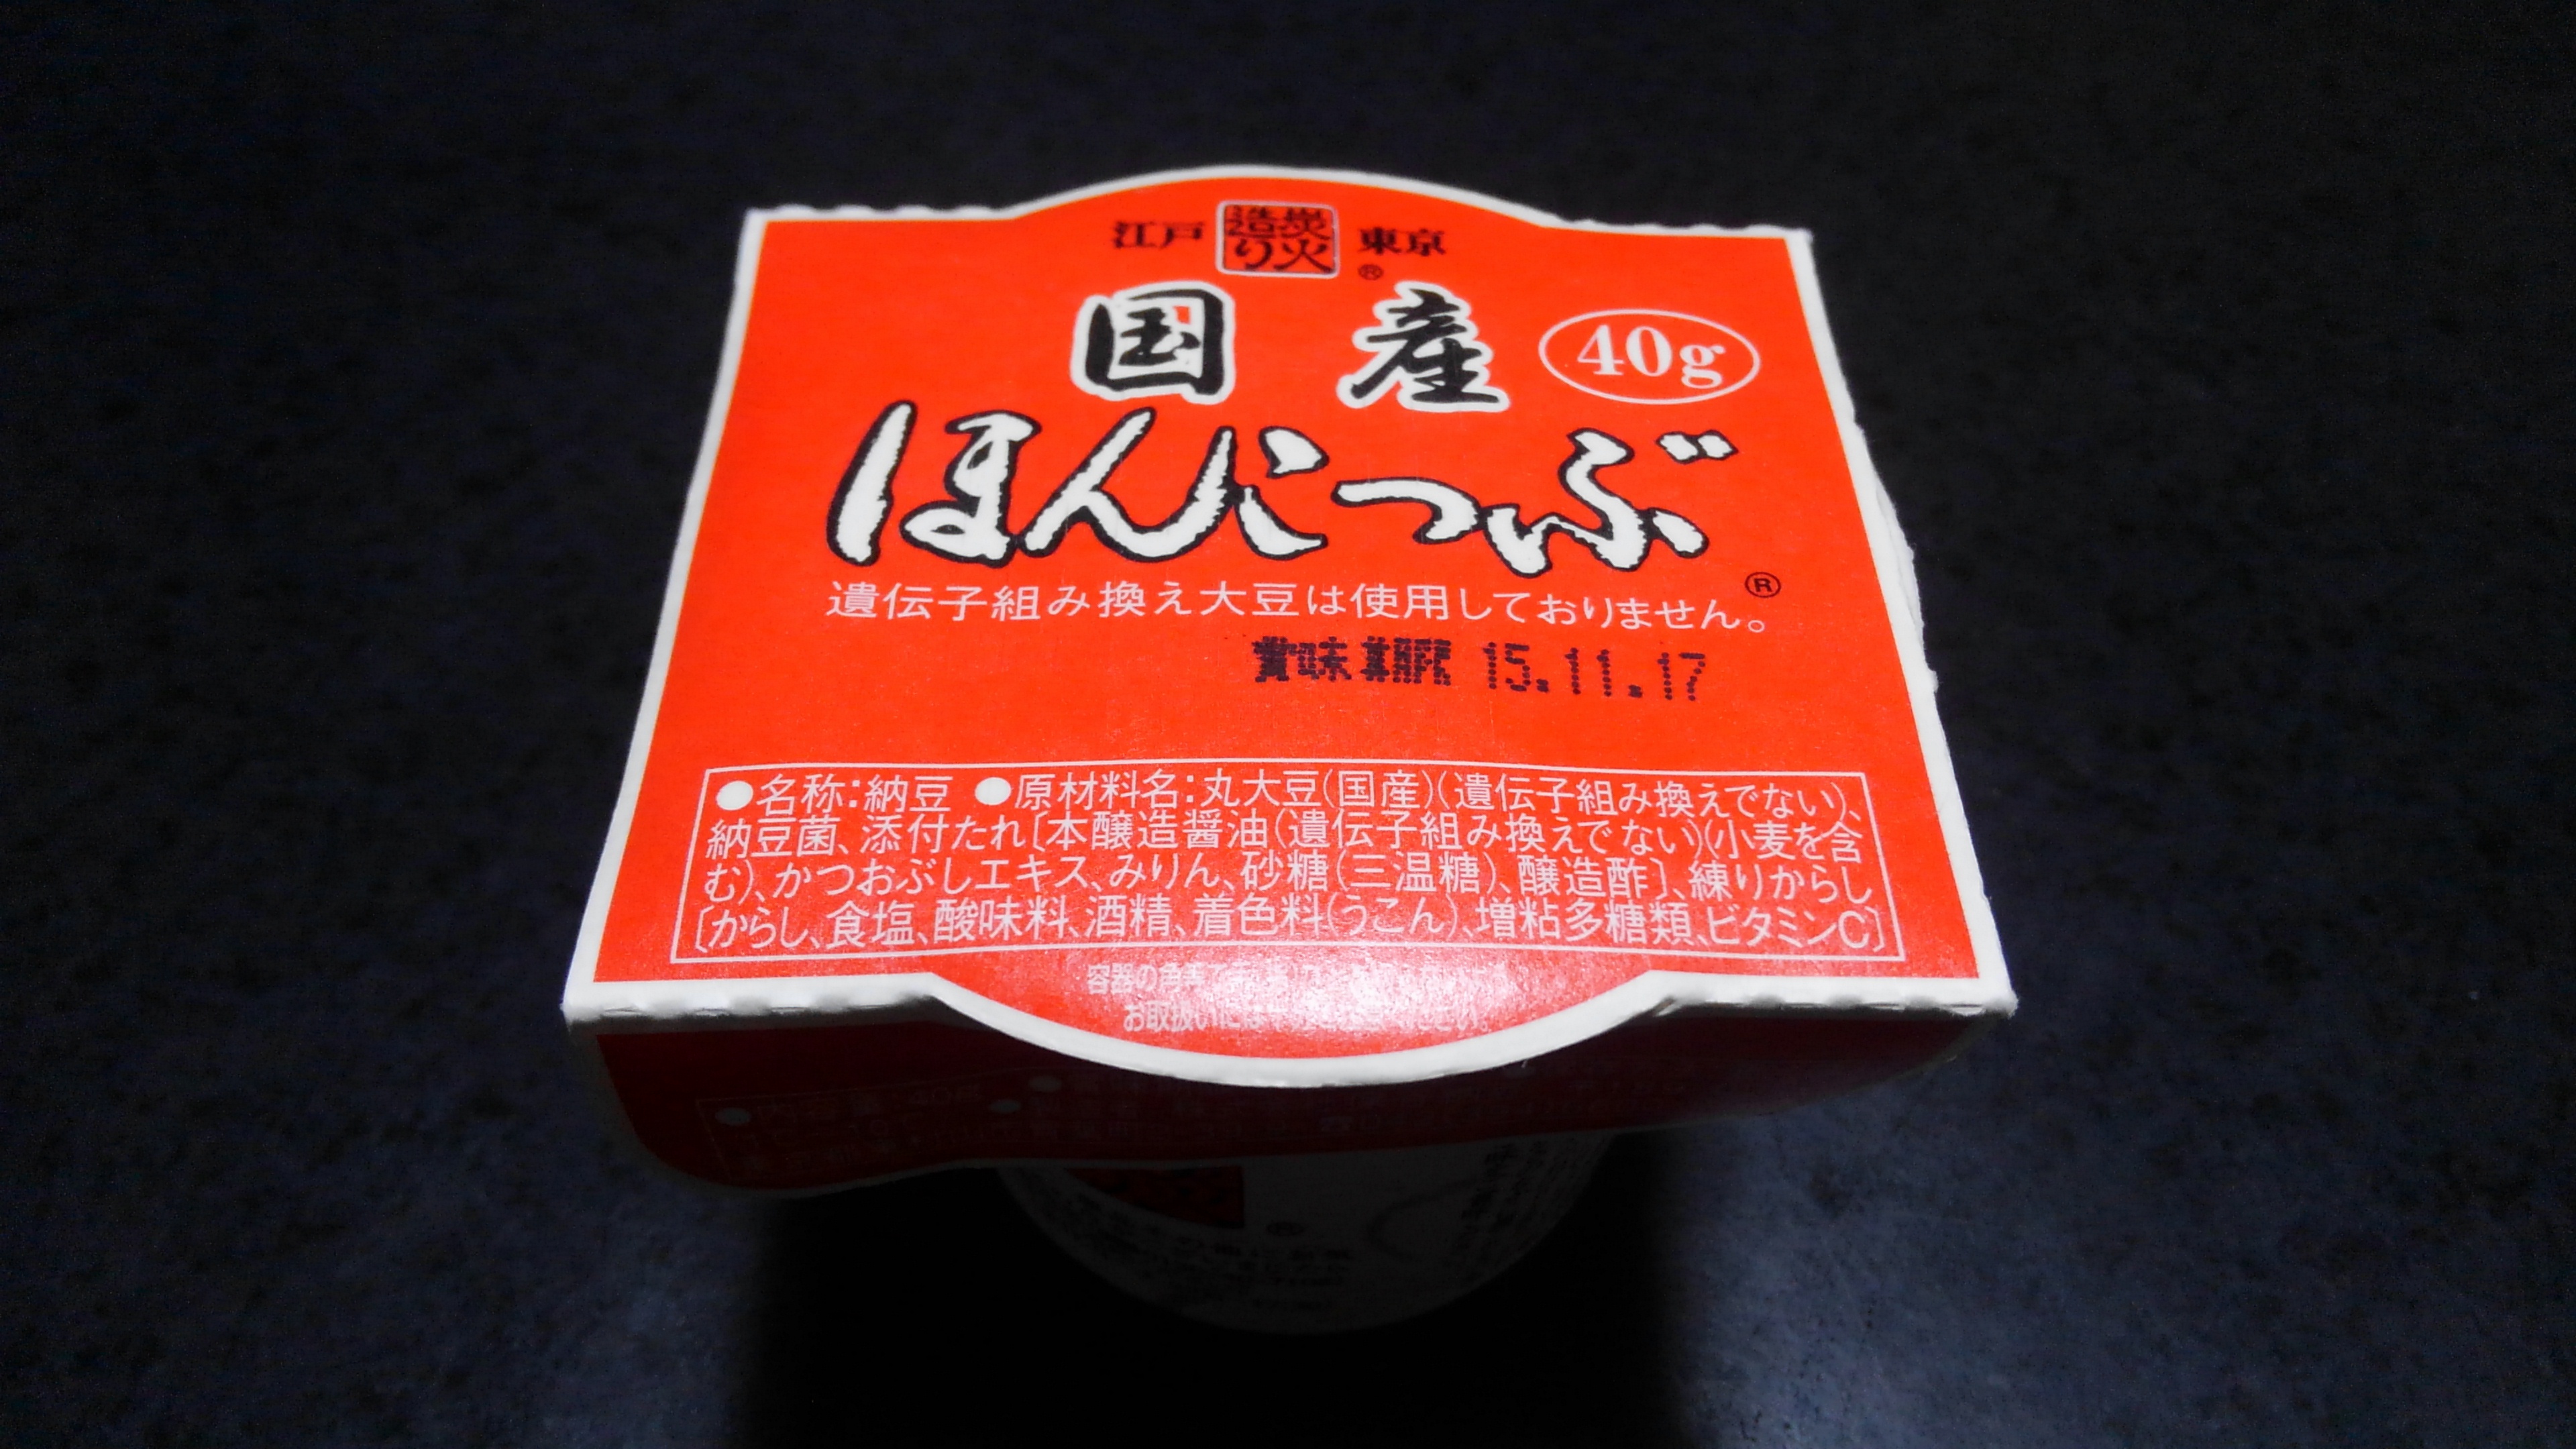 江戸 炭火造り 東京
®
国産 40g
ほんにつぶ
®
遺伝子組み換え大豆は使用しておりません。
賞味期限 15.11.17
●名称:納豆 ●原材料名:丸大豆(国産)(遺伝子組み換えでない)、
納豆菌、添付たれ〔本醸造醤油(遺伝子組み換えでない)(小麦を含
む)、かつおぶしエキス、みりん、砂糖(三温糖)、醸造酢〕、練りからし
〔からし、食塩、酸味料、酒精、着色料(うこん)、増粘多糖類、ビタミンC〕
容器の角
お取扱いには